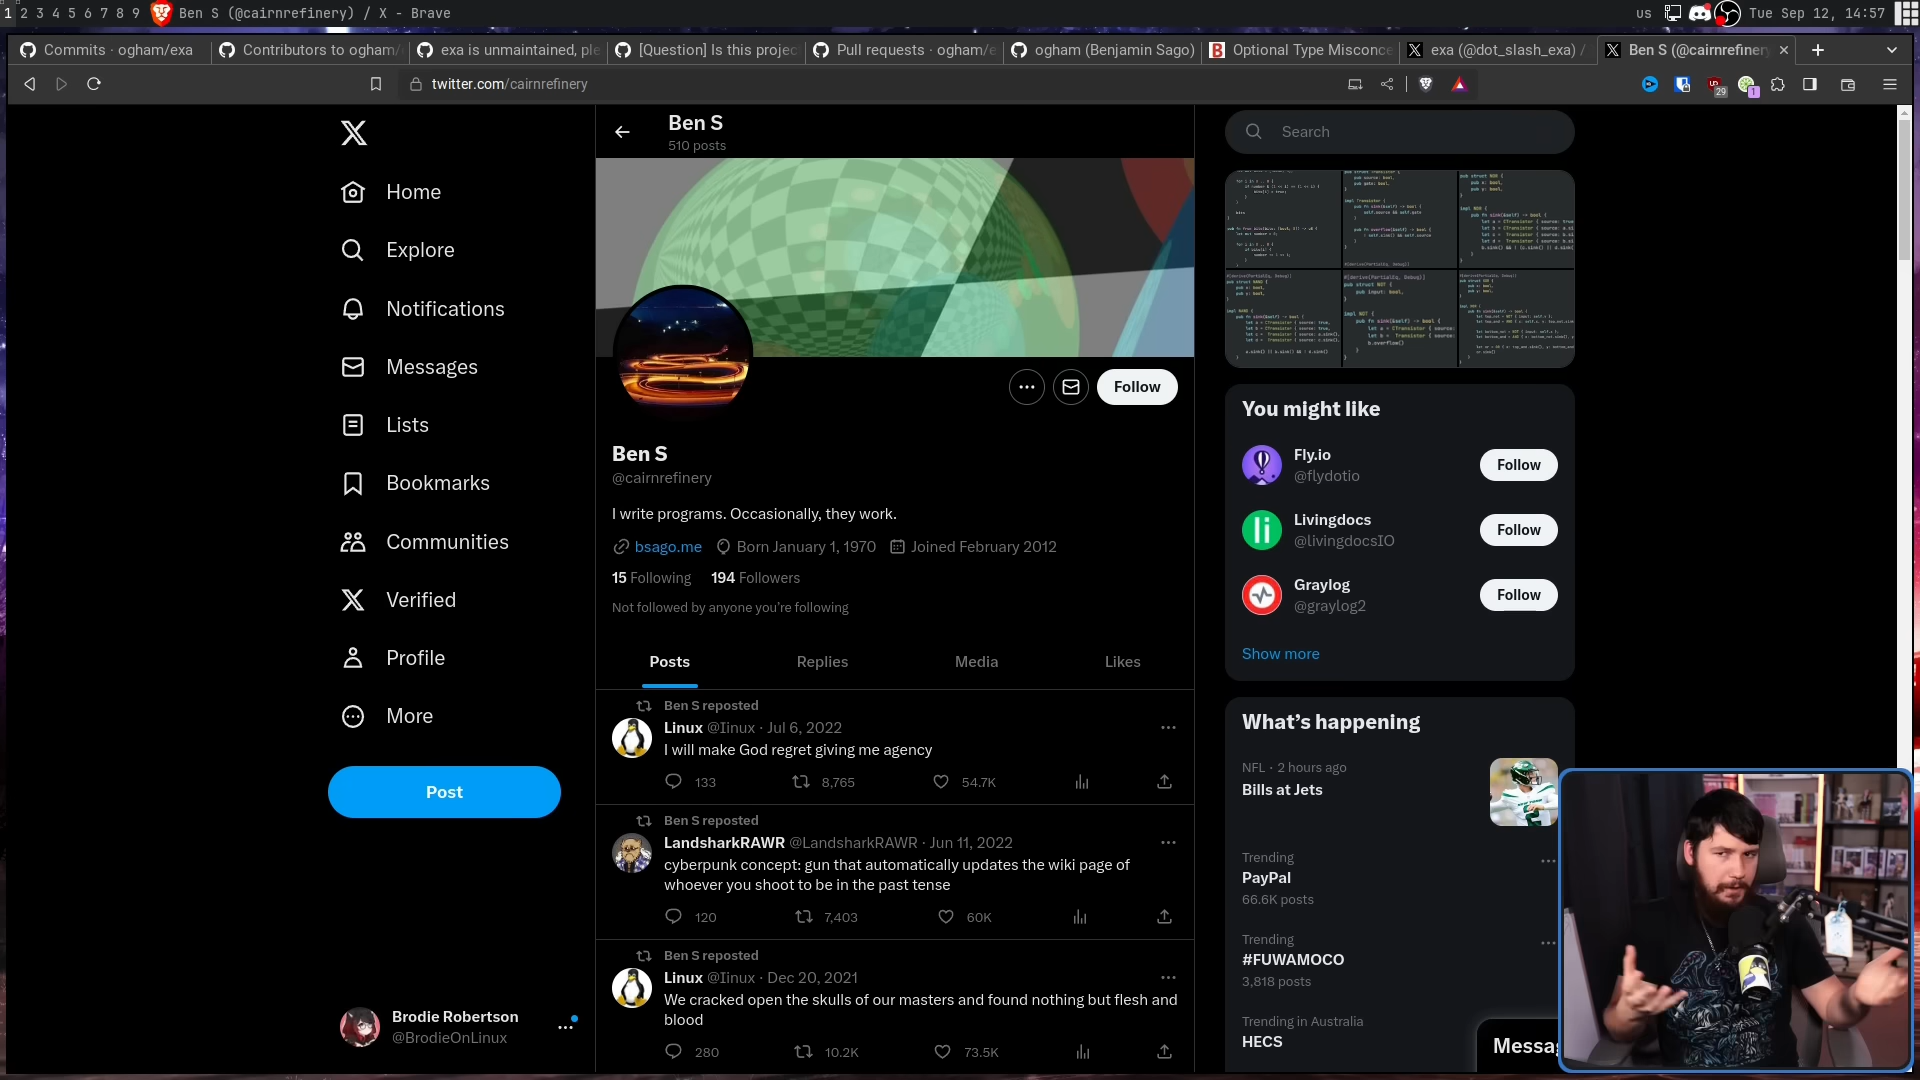 1 2 3 4 5 6 7 8 9 Ben S (@cairnrefinery) / X - Brave
us Tue Sep 12, 14:57
Commits · ogham/exa
Contributors to ogham/
exa is unmaintained, ple
[Question] Is this projec
Pull requests · ogham/e
ogham (Benjamin Sago)
Optional Type Misconce
exa (@dot_slash_exa) /
Ben S (@cairnrefinery
twitter.com/cairnrefinery
29
1
Home
Explore
Notifications
Messages
Lists
Bookmarks
Communities
Verified
Profile
More
Post
Brodie Robertson
@BrodieOnLinux
Ben S
510 posts
Follow
Ben S
@cairnrefinery
I write programs. Occasionally, they work.
bsago.me Born January 1, 1970 Joined February 2012
15 Following 194 Followers
Not followed by anyone you're following
Posts Replies Media Likes
Ben S reposted
Linux @Iinux · Jul 6, 2022
I will make God regret giving me agency
133 8,765 54.7K
Ben S reposted
LandsharkRAWR @LandsharkRAWR · Jun 11, 2022
cyberpunk concept: gun that automatically updates the wiki page of
whoever you shoot to be in the past tense
120 7,403 60K
Ben S reposted
Linux @Iinux · Dec 20, 2021
We cracked open the skulls of our masters and found nothing but flesh and
blood
280 10.2K 73.5K
Search
You might like
Fly.io
@flydotio
Follow
Livingdocs
@livingdocsIO
Follow
Graylog
@graylog2
Follow
Show more
What's happening
NFL · 2 hours ago
Bills at Jets
Trending
PayPal
66.6K posts
Trending
#FUWAMOCO
3,818 posts
Trending in Australia
HECS
Messa